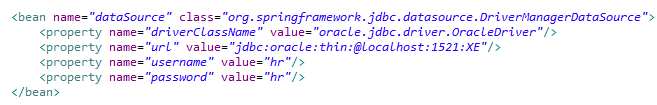 <bean name="dataSource" class="org.springframework.jdbc.datasource.DriverManagerDataSource">
<property name="driverClassName" value="oracle.jdbc.driver.OracleDriver"/>
<property name="url" value="jdbc:oracle:thin:@localhost:1521:XE"/>
<property name="username" value="hr"/>
<property name="password" value="hr"/>
</bean>